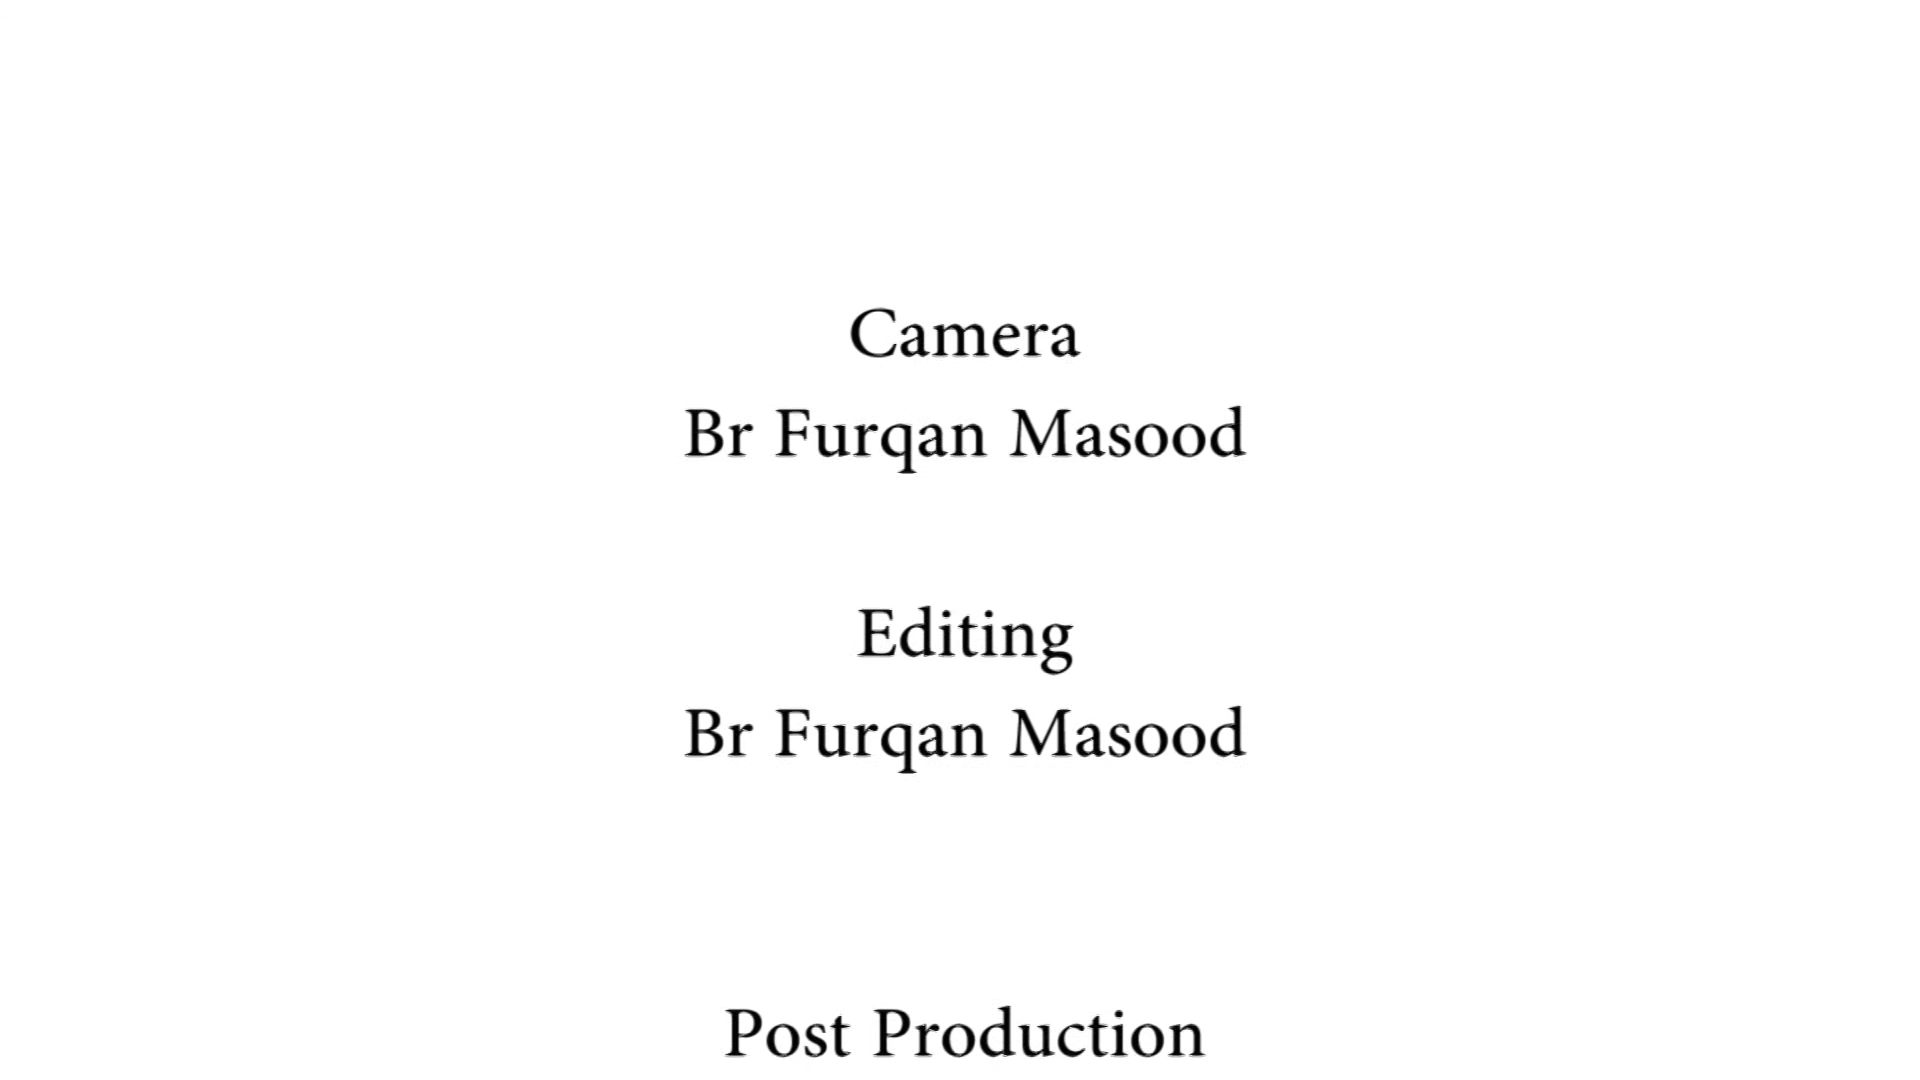 Camera
Br Furqan Masood
Editing
Br Furqan Masood
Post Production